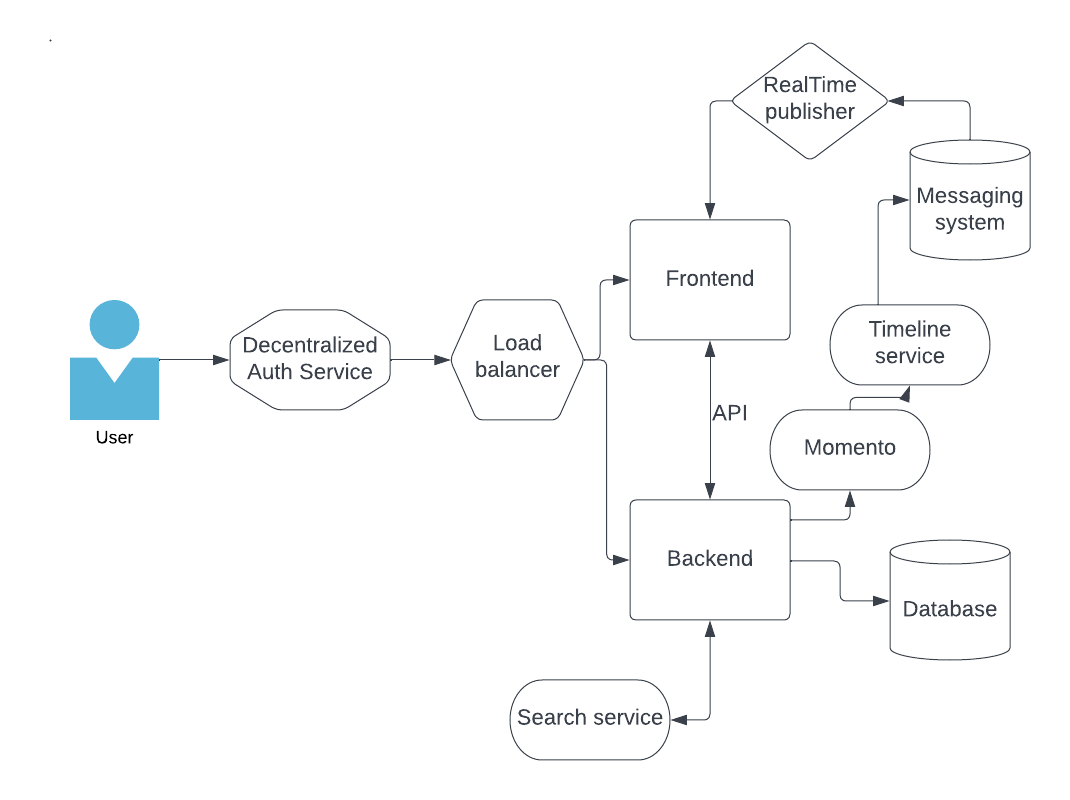 RealTime
publisher
Messaging
system
Frontend
Timeline
service
Decentralized
Auth Service
Load
balancer
User
API
Momento
Backend
Database
Search service